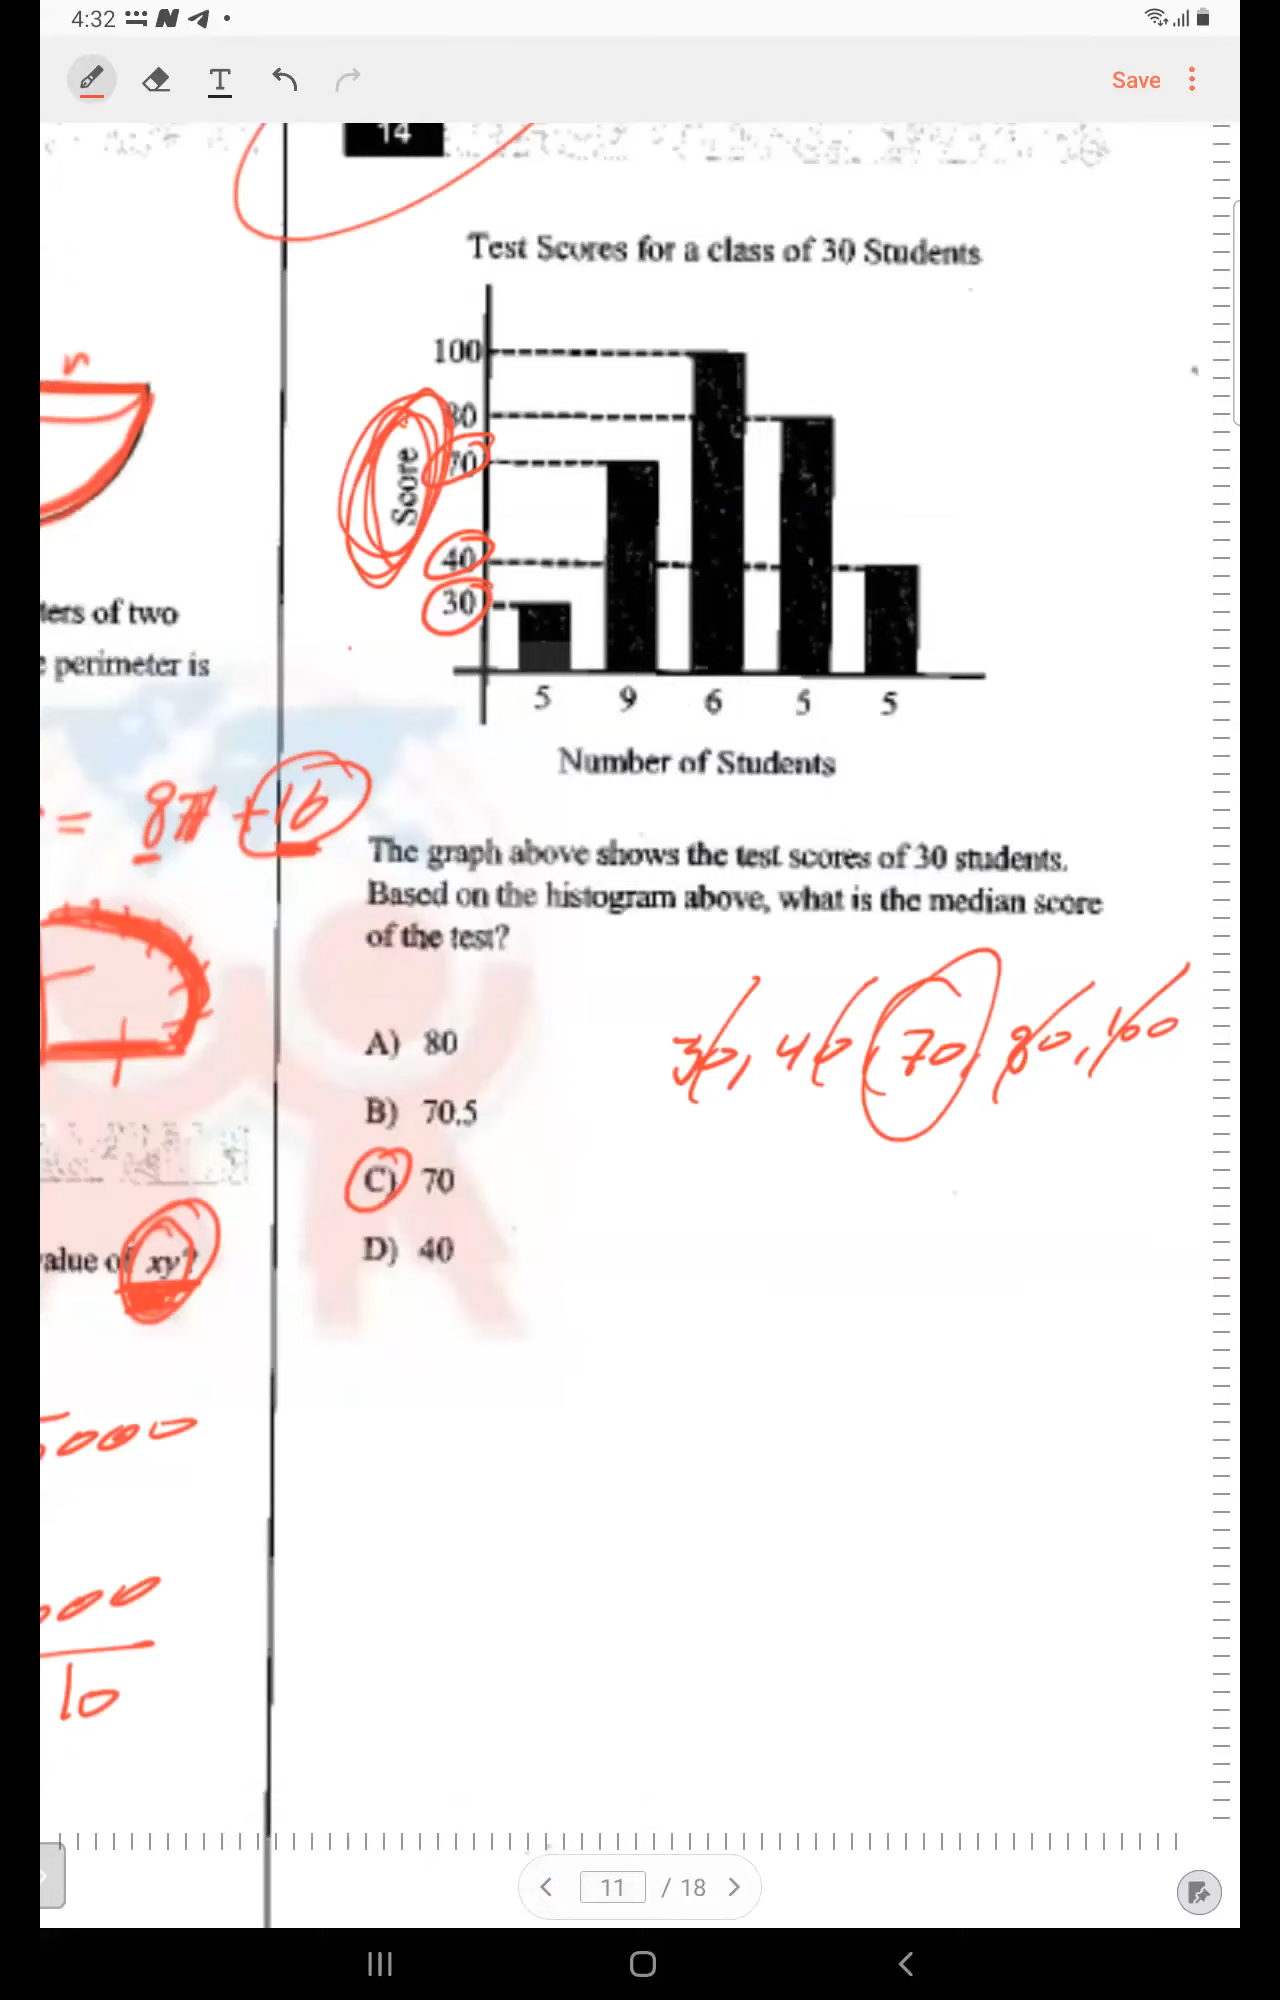 4:32
T
Save
14
Test Scores for a class of 30 Students
100
80
70
40
30
Score
5 9 6 5 5
Number of Students
The graph above shows the test scores of 30 students.
Based on the histogram above, what is the median score
of the test?
A) 80
B) 70.5
C) 70
D) 40
30, 40, 70, 80, 100
r
ters of two
perimeter is
= 8π + 16
alue of xy?
5000
000
10
11 / 18